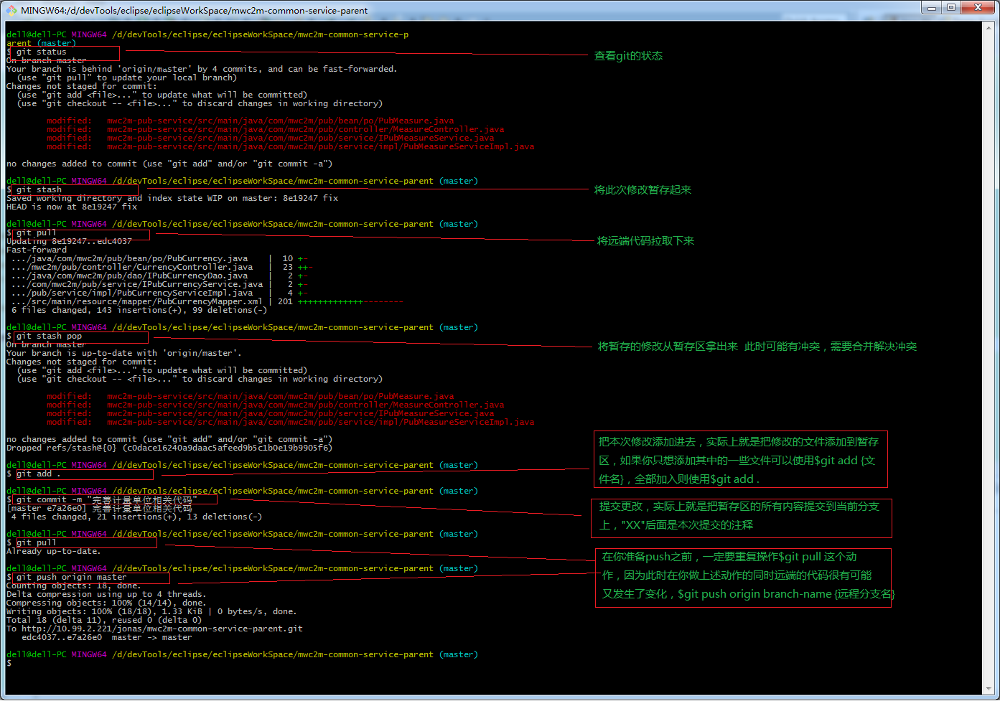 MINGW64:/d/devTools/eclipse/eclipseWorkSpace/mwc2m-common-service-parent
dell@dell-PC MINGW64 /d/devTools/eclipse/eclipseWorkSpace/mwc2m-common-service-p
arent (master)
$ git status
查看git的状态
On branch master
Your branch is behind 'origin/master' by 4 commits, and can be fast-forwarded.
  (use "git pull" to update your local branch)
Changes not staged for commit:
  (use "git add <file>..." to update what will be committed)
  (use "git checkout -- <file>..." to discard changes in working directory)
        modified:   mwc2m-pub-service/src/main/java/com/mwc2m/pub/bean/po/PubMeasure.java
        modified:   mwc2m-pub-service/src/main/java/com/mwc2m/pub/controller/MeasureController.java
        modified:   mwc2m-pub-service/src/main/java/com/mwc2m/pub/service/IPubMeasureService.java
        modified:   mwc2m-pub-service/src/main/java/com/mwc2m/pub/service/impl/PubMeasureServiceImpl.java
no changes added to commit (use "git add" and/or "git commit -a")
dell@dell-PC MINGW64 /d/devTools/eclipse/eclipseWorkSpace/mwc2m-common-service-parent (master)
$ git stash
将此次修改暂存起来
Saved working directory and index state WIP on master: 8e19247 fix
HEAD is now at 8e19247 fix
dell@dell-PC MINGW64 /d/devTools/eclipse/eclipseWorkSpace/mwc2m-common-service-parent (master)
$ git pull
将远端代码拉取下来
Updating 8e19247..edc4037
Fast-forward
 .../java/com/mwc2m/pub/bean/po/PubCurrency.java    |  10 +-
 .../mwc2m/pub/controller/CurrencyController.java   |  23 ++-
 .../java/com/mwc2m/pub/dao/IPubCurrencyDao.java    |   2 +-
 .../com/mwc2m/pub/service/IPubCurrencyService.java |   2 +-
 .../pub/service/impl/PubCurrencyServiceImpl.java   |   4 +-
 .../src/main/resource/mapper/PubCurrencyMapper.xml | 201 +++++++++++++--------
 6 files changed, 143 insertions(+), 99 deletions(-)
dell@dell-PC MINGW64 /d/devTools/eclipse/eclipseWorkSpace/mwc2m-common-service-parent (master)
$ git stash pop
将暂存的修改从暂存区拿出来  此时可能有冲突，需要合并解决冲突
On branch master
Your branch is up-to-date with 'origin/master'.
Changes not staged for commit:
  (use "git add <file>..." to update what will be committed)
  (use "git checkout -- <file>..." to discard changes in working directory)
        modified:   mwc2m-pub-service/src/main/java/com/mwc2m/pub/bean/po/PubMeasure.java
        modified:   mwc2m-pub-service/src/main/java/com/mwc2m/pub/controller/MeasureController.java
        modified:   mwc2m-pub-service/src/main/java/com/mwc2m/pub/service/IPubMeasureService.java
        modified:   mwc2m-pub-service/src/main/java/com/mwc2m/pub/service/impl/PubMeasureServiceImpl.java
no changes added to commit (use "git add" and/or "git commit -a")
Dropped refs/stash@{0} (c0dace16240a9daac5afeed9b5c1b0e19b9905f6)
dell@dell-PC MINGW64 /d/devTools/eclipse/eclipseWorkSpace/mwc2m-common-service-parent (master)
$ git add .
把本次修改添加进去，实际上就是把修改的文件添加到暂存
区，如果你只想添加其中的一些文件可以使用$git add {文
件名}，全部加入则使用$git add .
dell@dell-PC MINGW64 /d/devTools/eclipse/eclipseWorkSpace/mwc2m-common-service-parent (master)
$ git commit -m "完善计量单位相关代码"
[master e7a26e0] 完善计量单位相关代码
 4 files changed, 21 insertions(+), 13 deletions(-)
提交更改，实际上就是把暂存区的所有内容提交到当前分支
上，"XX"后面是本次提交的注释
dell@dell-PC MINGW64 /d/devTools/eclipse/eclipseWorkSpace/mwc2m-common-service-parent (master)
$ git pull
Already up-to-date.
在你准备push之前，一定要重复操作$git pull 这个动
作，因为此时在你做上述动作的同时远端的代码很有可能
又发生了变化，$git push origin branch-name {远程分支名}
dell@dell-PC MINGW64 /d/devTools/eclipse/eclipseWorkSpace/mwc2m-common-service-parent (master)
$ git push origin master
Counting objects: 18, done.
Delta compression using up to 4 threads.
Compressing objects: 100% (14/14), done.
Writing objects: 100% (18/18), 1.33 KiB | 0 bytes/s, done.
Total 18 (delta 11), reused 0 (delta 0)
To http://10.99.2.221/jonas/mwc2m-common-service-parent.git
   edc4037..e7a26e0  master -> master
dell@dell-PC MINGW64 /d/devTools/eclipse/eclipseWorkSpace/mwc2m-common-service-parent (master)
$